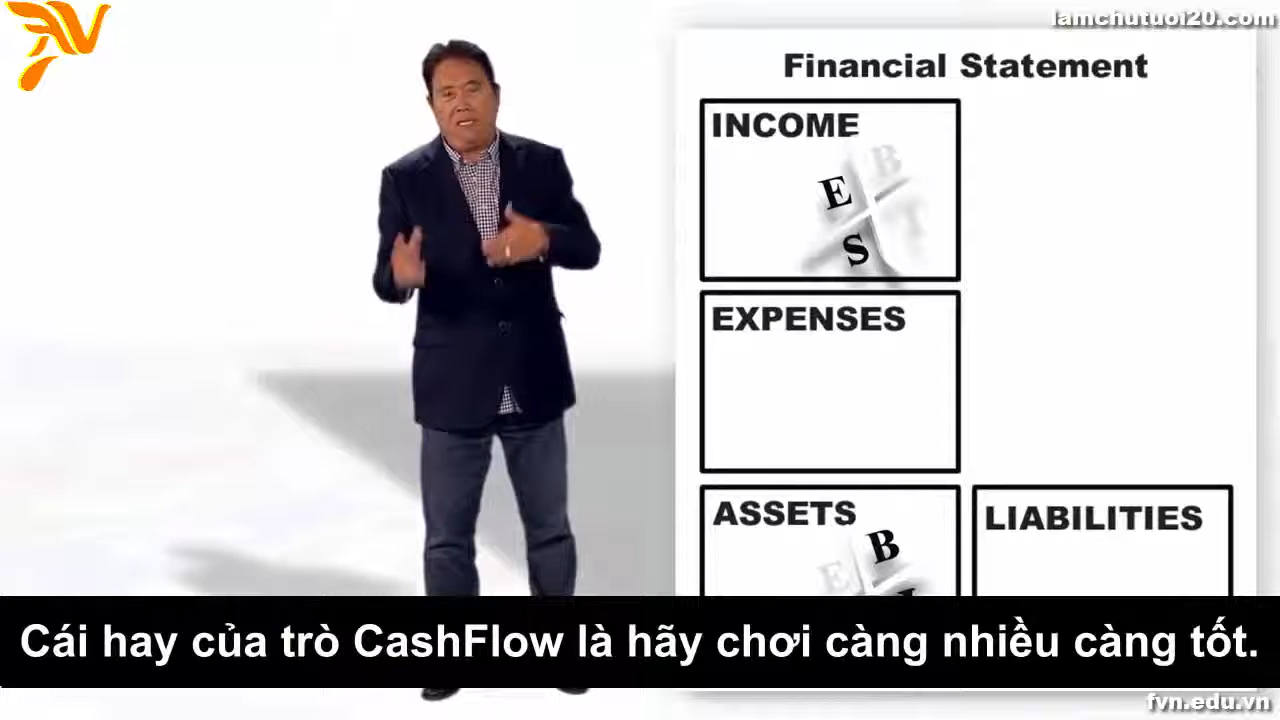 lamchutuoi20.com
Financial Statement
INCOME
B
E
T
S
EXPENSES
ASSETS
B
E
LIABILITIES
Cái hay của trò CashFlow là hãy chơi càng nhiều càng tốt.
fvn.edu.vn